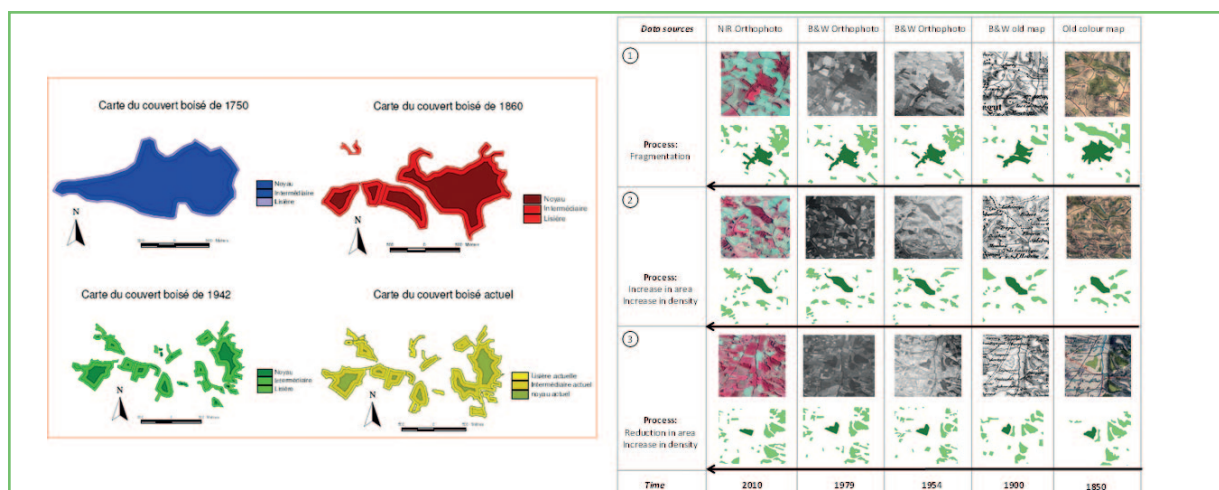 Carte du couvert boisé de 1750
Noyau
Intermédiaire
Lisière
N
Carte du couvert boisé de 1860
Noyau
Intermédiaire
Lisière
N
Carte du couvert boisé de 1942
Noyau
Intermédiaire
Lisière
N
Carte du couvert boisé actuel
Lisière actuelle
Intermédiaire actuel
Noyau actuel
N
Data sources NIR Orthophoto B&W Orthophoto B&W Orthophoto B&W old map Old colour map
1
Process:
Fragmentation
2
Process:
Increase in area
Increase in density
3
Process:
Reduction in area
Increase in density
Time 2010 1979 1954 1900 1850